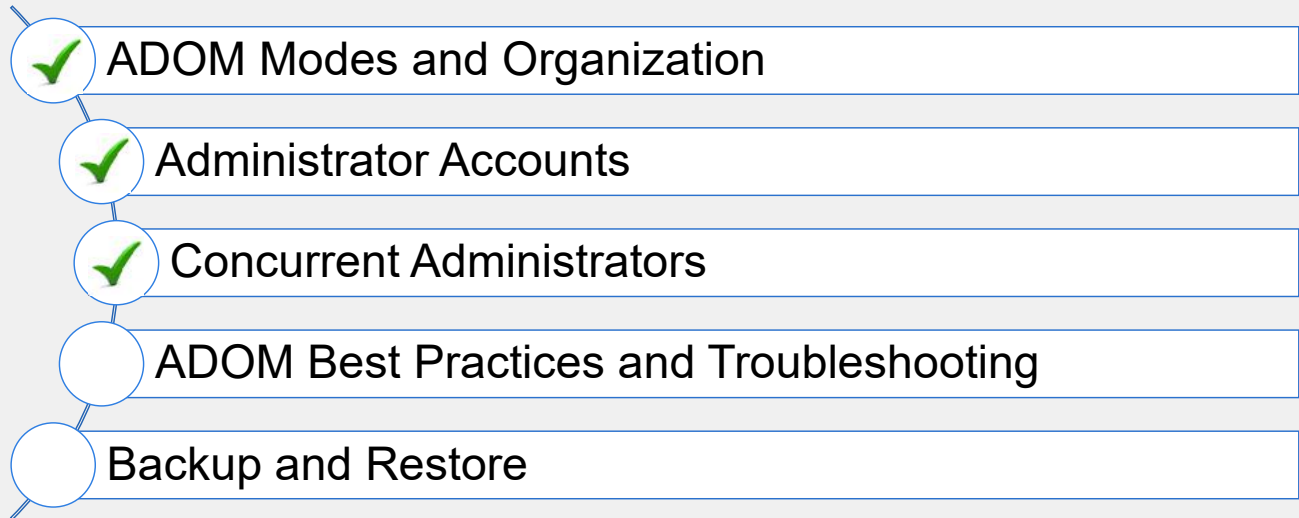 ADOM Modes and Organization
Administrator Accounts
Concurrent Administrators
ADOM Best Practices and Troubleshooting
Backup and Restore